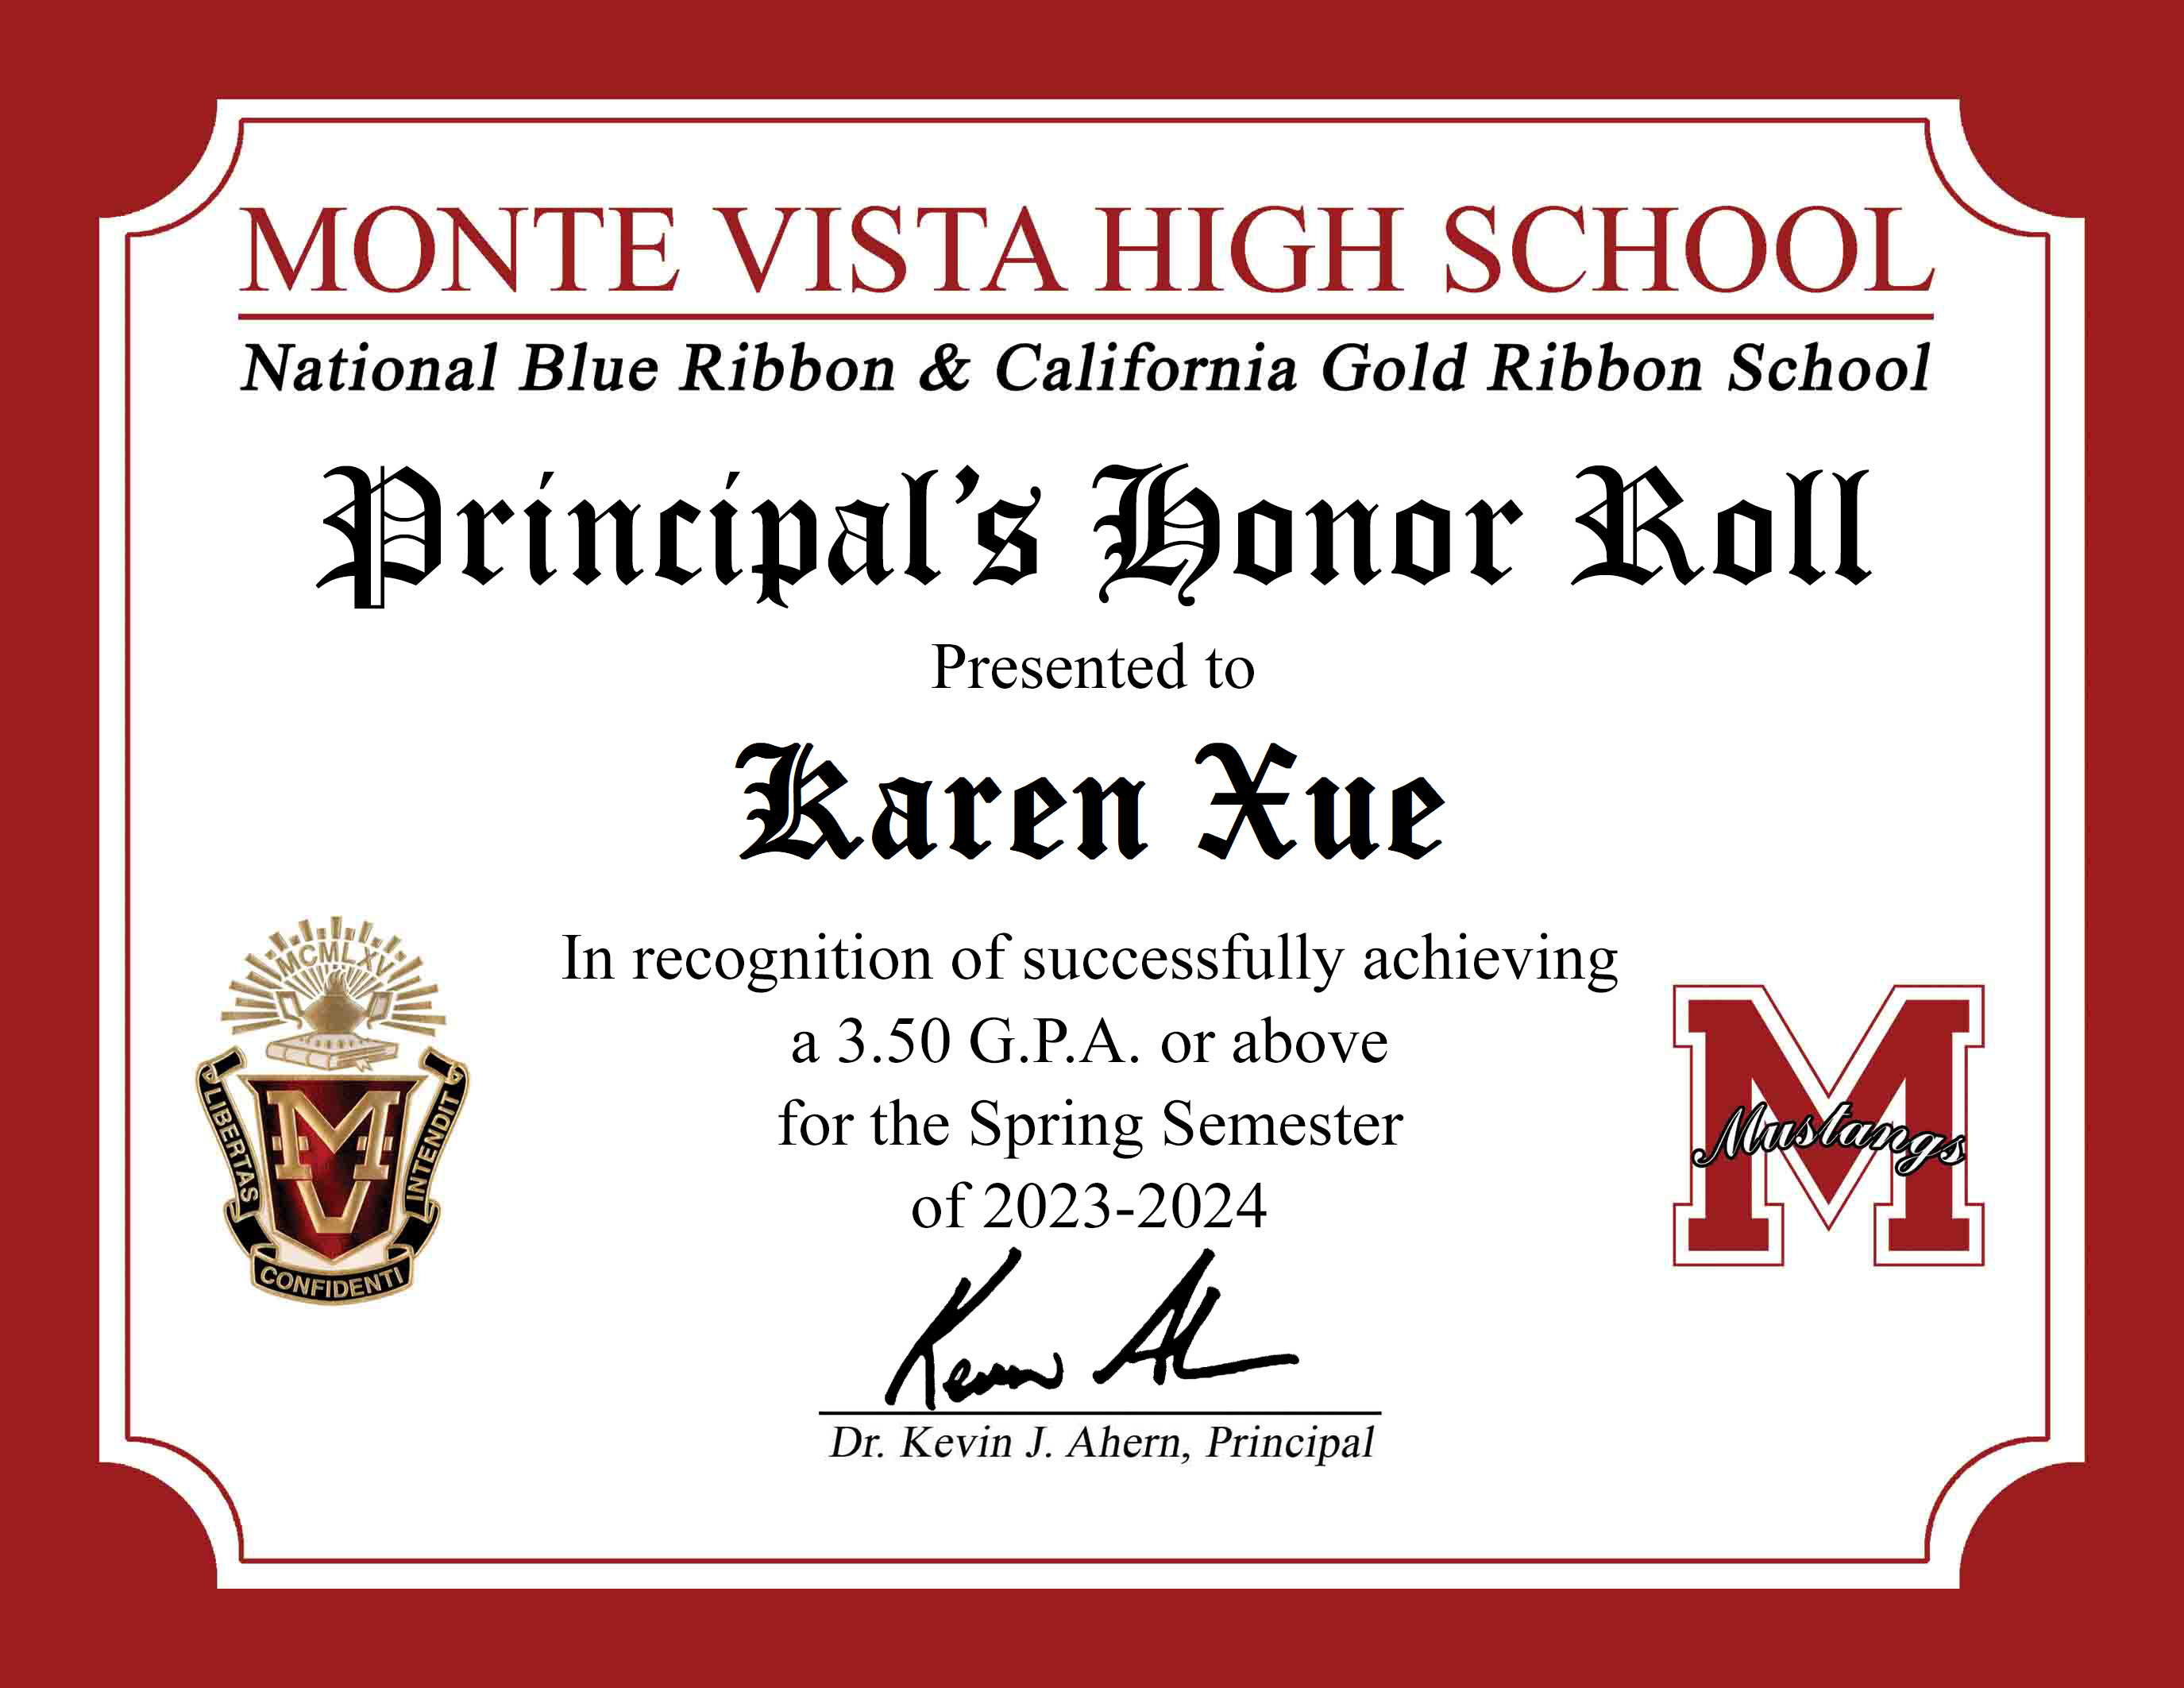 MONTE VISTA HIGH SCHOOL
National Blue Ribbon & California Gold Ribbon School
Principal's Honor Roll
Presented to
Karen Xue
In recognition of successfully achieving
a 3.50 G.P.A. or above
for the Spring Semester
of 2023-2024
MCMLXV
MV
LIBERTAS
CONFIDENTI
INTENDIT
M
Mustangs
Kevin Ah
Dr. Kevin J. Ahern, Principal